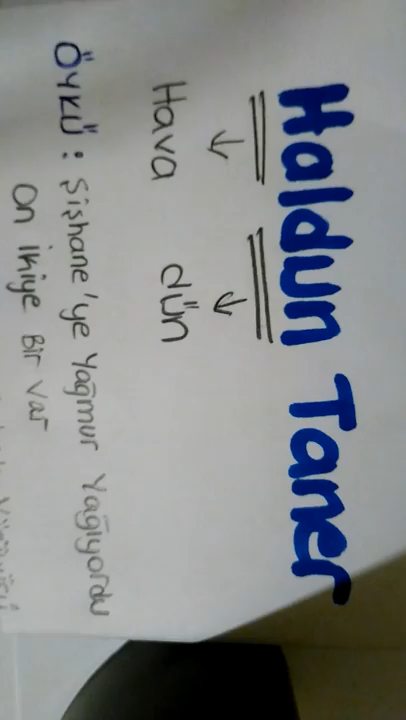 Haldun Taner
↓ ↓
Hava dün
Öykü: Şişhane'ye Yağmur Yağıyordu
On ikiye Bir var